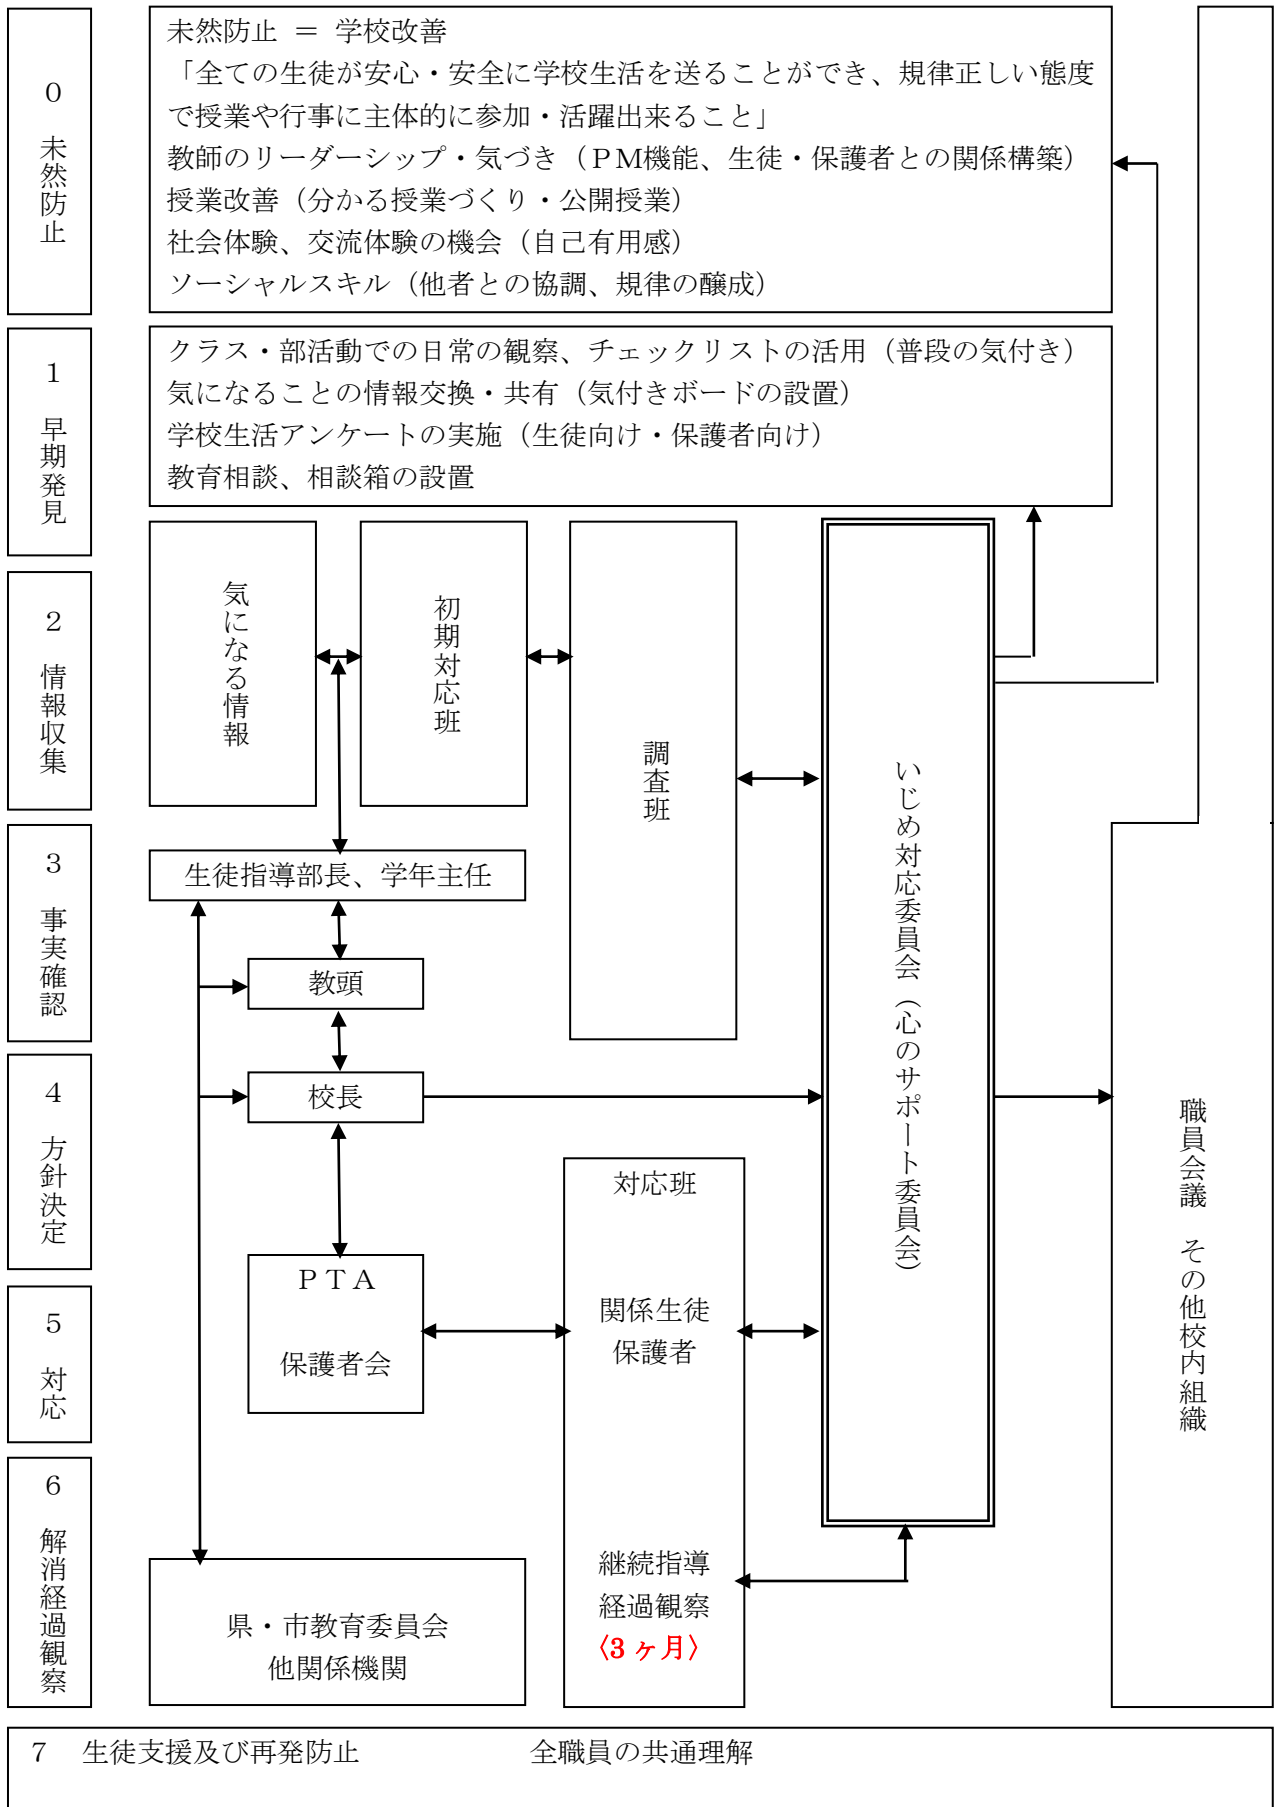 0 未然防止
未然防止 ＝ 学校改善
「全ての生徒が安心・安全に学校生活を送ることができ、規律正しい態度
で授業や行事に主体的に参加・活躍出来ること」
教師のリーダーシップ・気づき（ＰＭ機能、生徒・保護者との関係構築）
授業改善（分かる授業づくり・公開授業）
社会体験、交流体験の機会（自己有用感）
ソーシャルスキル（他者との協調、規律の醸成）
1 早期発見
クラス・部活動での日常の観察、チェックリストの活用（普段の気付き）
気になることの情報交換・共有（気付きボードの設置）
学校生活アンケートの実施（生徒向け・保護者向け）
教育相談、相談箱の設置
2 情報収集
気になる情報
初期対応班
調査班
いじめ対応委員会（心のサポート委員会）
職員会議 その他校内組織
3 事実確認
生徒指導部長、学年主任
教頭
4 方針決定
校長
対応班
5 対応
ＰＴＡ
保護者会
関係生徒
保護者
6 解消経過観察
県・市教育委員会
他関係機関
継続指導
経過観察
〈3 ヶ月〉
7 生徒支援及び再発防止 全職員の共通理解